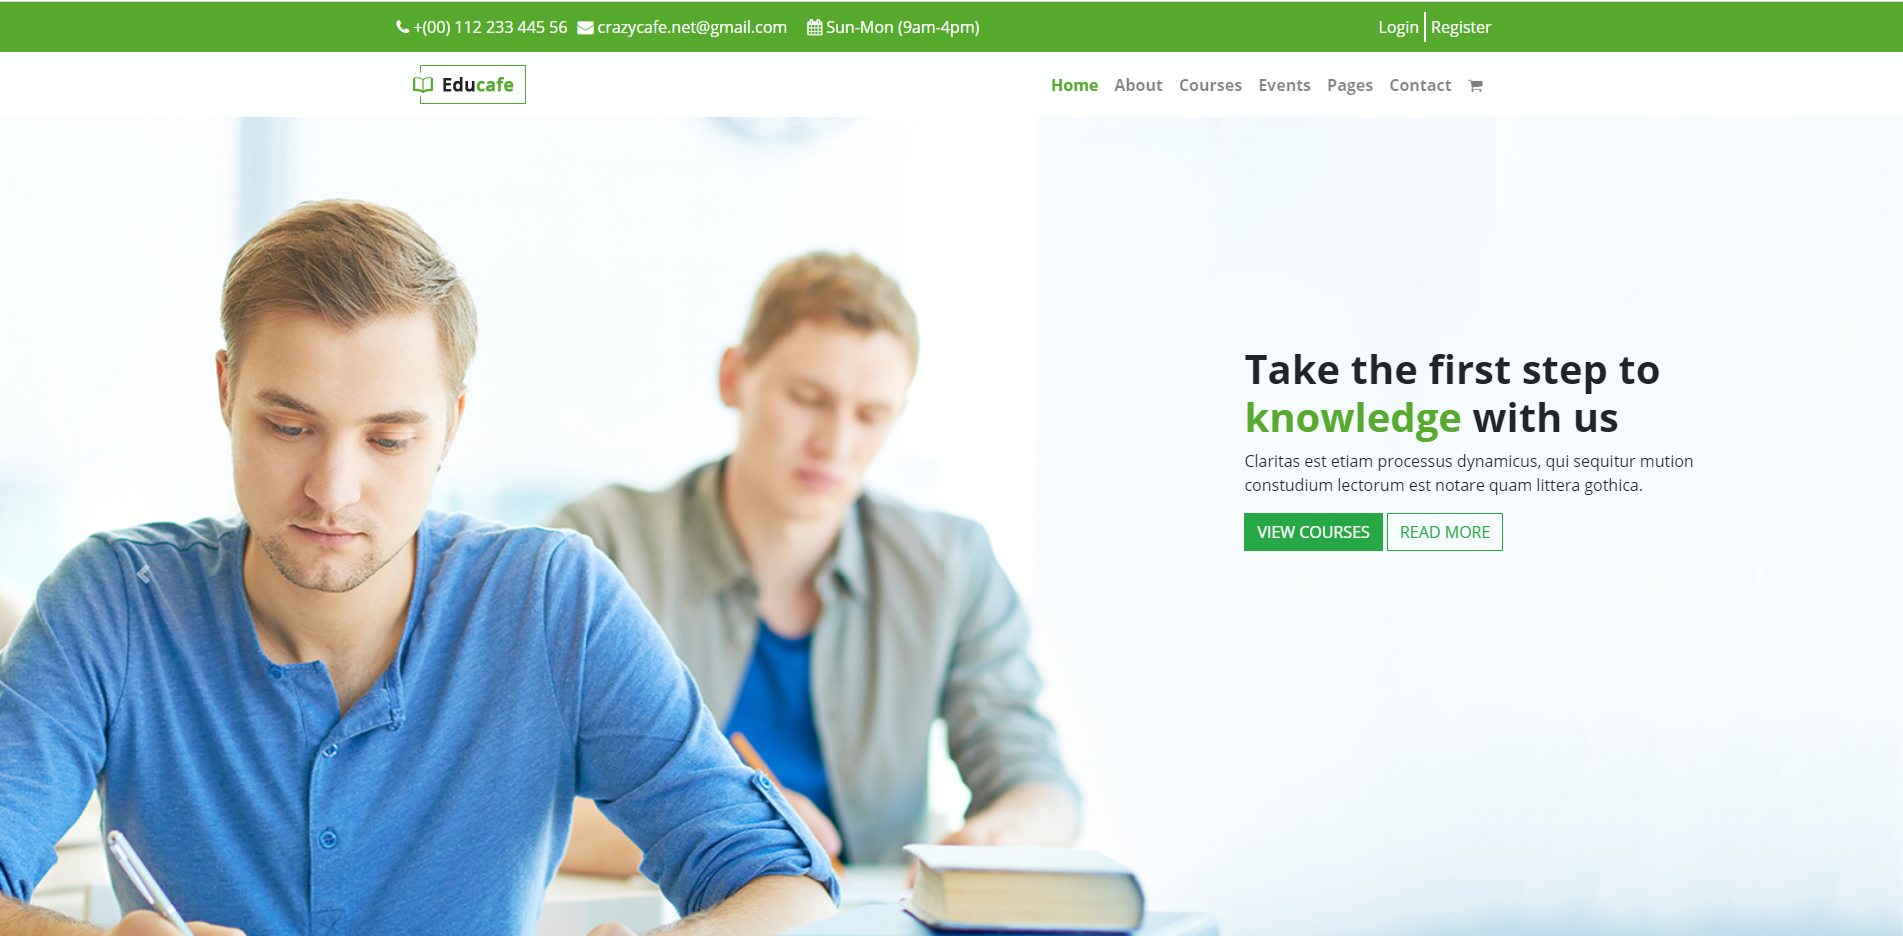 +(00) 112 233 445 56 crazycafe.net@gmail.com Sun-Mon (9am-4pm) Login Register
Educafe Home About Courses Events Pages Contact
Take the first step to
knowledge with us
Claritas est etiam processus dynamicus, qui sequitur mution
constudium lectorum est notare quam littera gothica.
VIEW COURSES READ MORE